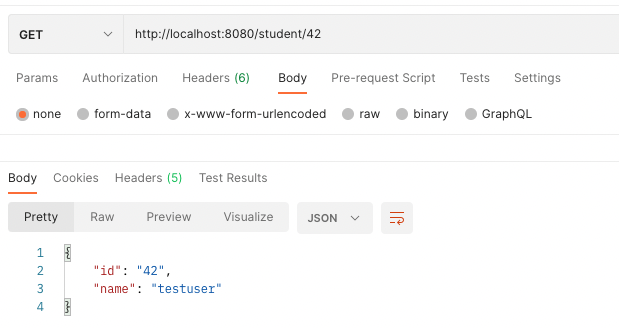 GET http://localhost:8080/student/42
Params Authorization Headers (6) Body Pre-request Script Tests Settings
none form-data x-www-form-urlencoded raw binary GraphQL
Body Cookies Headers (5) Test Results
Pretty Raw Preview Visualize JSON
1 {
2 "id": "42",
3 "name": "testuser"
4 }